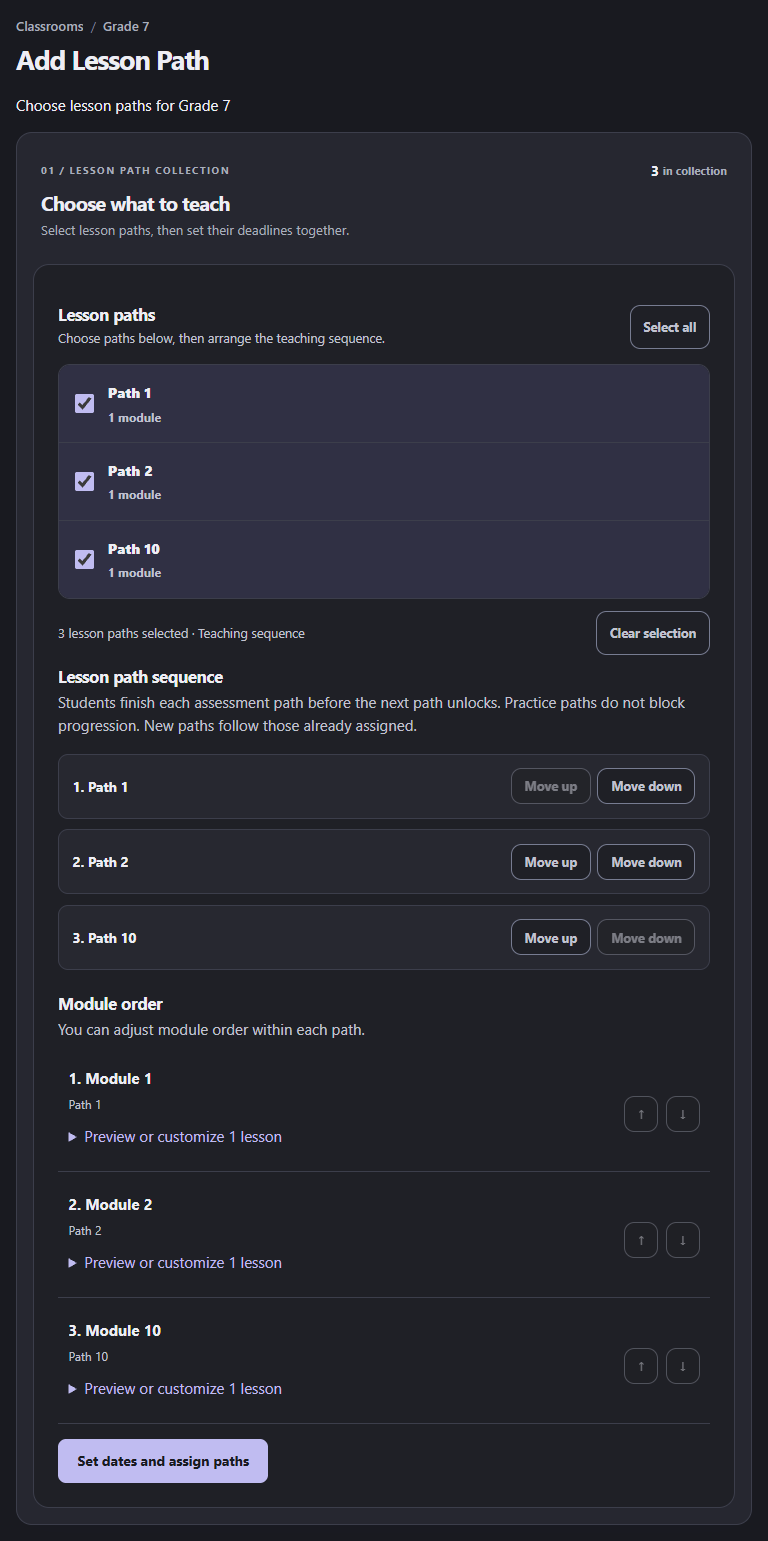 Classrooms / Grade 7
Add Lesson Path
Choose lesson paths for Grade 7
01 / LESSON PATH COLLECTION
3 in collection
Choose what to teach
Select lesson paths, then set their deadlines together.
Lesson paths
Choose paths below, then arrange the teaching sequence.
Select all
Path 1
1 module
Path 2
1 module
Path 10
1 module
3 lesson paths selected · Teaching sequence
Clear selection
Lesson path sequence
Students finish each assessment path before the next path unlocks. Practice paths do not block
progression. New paths follow those already assigned.
1. Path 1
Move up
Move down
2. Path 2
Move up
Move down
3. Path 10
Move up
Move down
Module order
You can adjust module order within each path.
1. Module 1
Path 1
↑ ↓
▶ Preview or customize 1 lesson
2. Module 2
Path 2
↑ ↓
▶ Preview or customize 1 lesson
3. Module 10
Path 10
↑ ↓
▶ Preview or customize 1 lesson
Set dates and assign paths